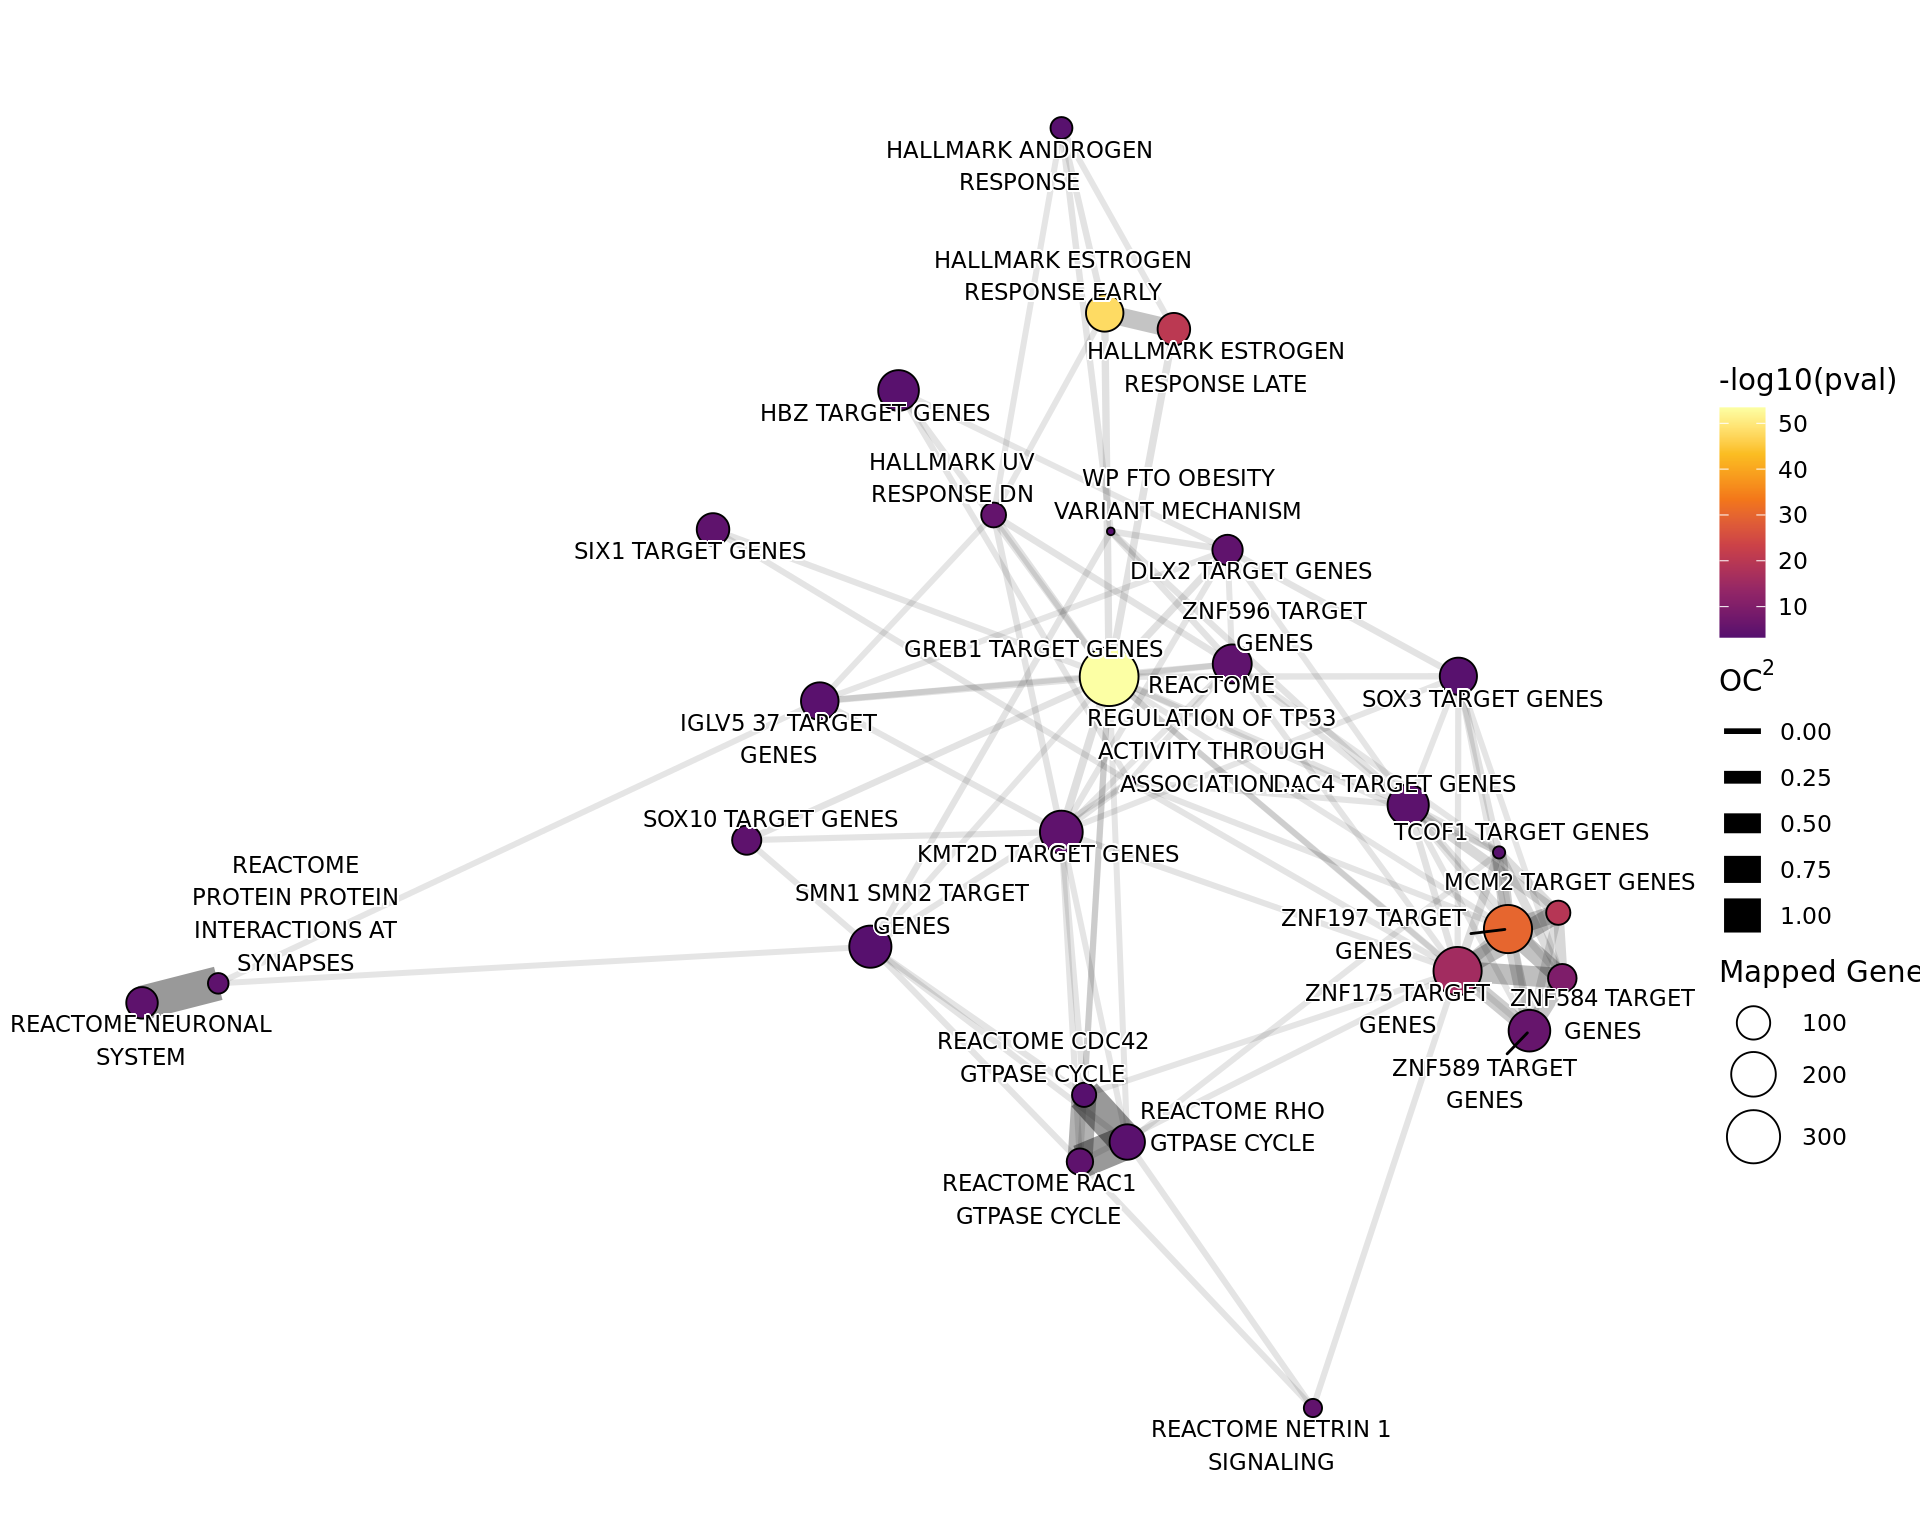 HALLMARK ANDROGEN
RESPONSE
HALLMARK ESTROGEN
RESPONSE EARLY
HALLMARK ESTROGEN
RESPONSE LATE
HBZ TARGET GENES
HALLMARK UV
RESPONSE DN
WP FTO OBESITY
VARIANT MECHANISM
SIX1 TARGET GENES
DLX2 TARGET GENES
ZNF596 TARGET
GENES
GREB1 TARGET GENES
REACTOME
REGULATION OF TP53
ACTIVITY THROUGH
ASSOCIATION...
SOX3 TARGET GENES
IGLV5 37 TARGET
GENES
DAC4 TARGET GENES
SOX10 TARGET GENES
TCOF1 TARGET GENES
KMT2D TARGET GENES
REACTOME
PROTEIN PROTEIN
INTERACTIONS AT
SYNAPSES
SMN1 SMN2 TARGET
GENES
MCM2 TARGET GENES
ZNF197 TARGET
GENES
ZNF175 TARGET
GENES
ZNF584 TARGET
GENES
REACTOME NEURONAL
SYSTEM
REACTOME CDC42
GTPASE CYCLE
ZNF589 TARGET
GENES
REACTOME RHO
GTPASE CYCLE
REACTOME RAC1
GTPASE CYCLE
REACTOME NETRIN 1
SIGNALING
-log10(pval)
50
40
30
20
10
OC2
0.00
0.25
0.50
0.75
1.00
Mapped Gene
100
200
300